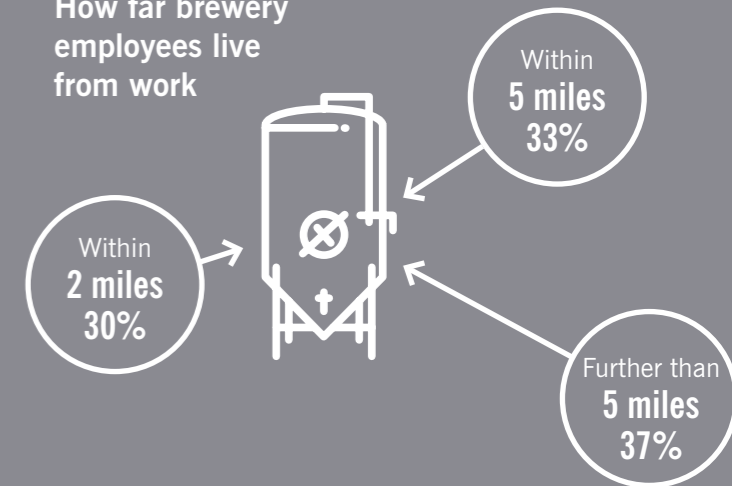 How far brewery
employees live
from work
Within
5 miles
33%
Within
2 miles
30%
Further than
5 miles
37%